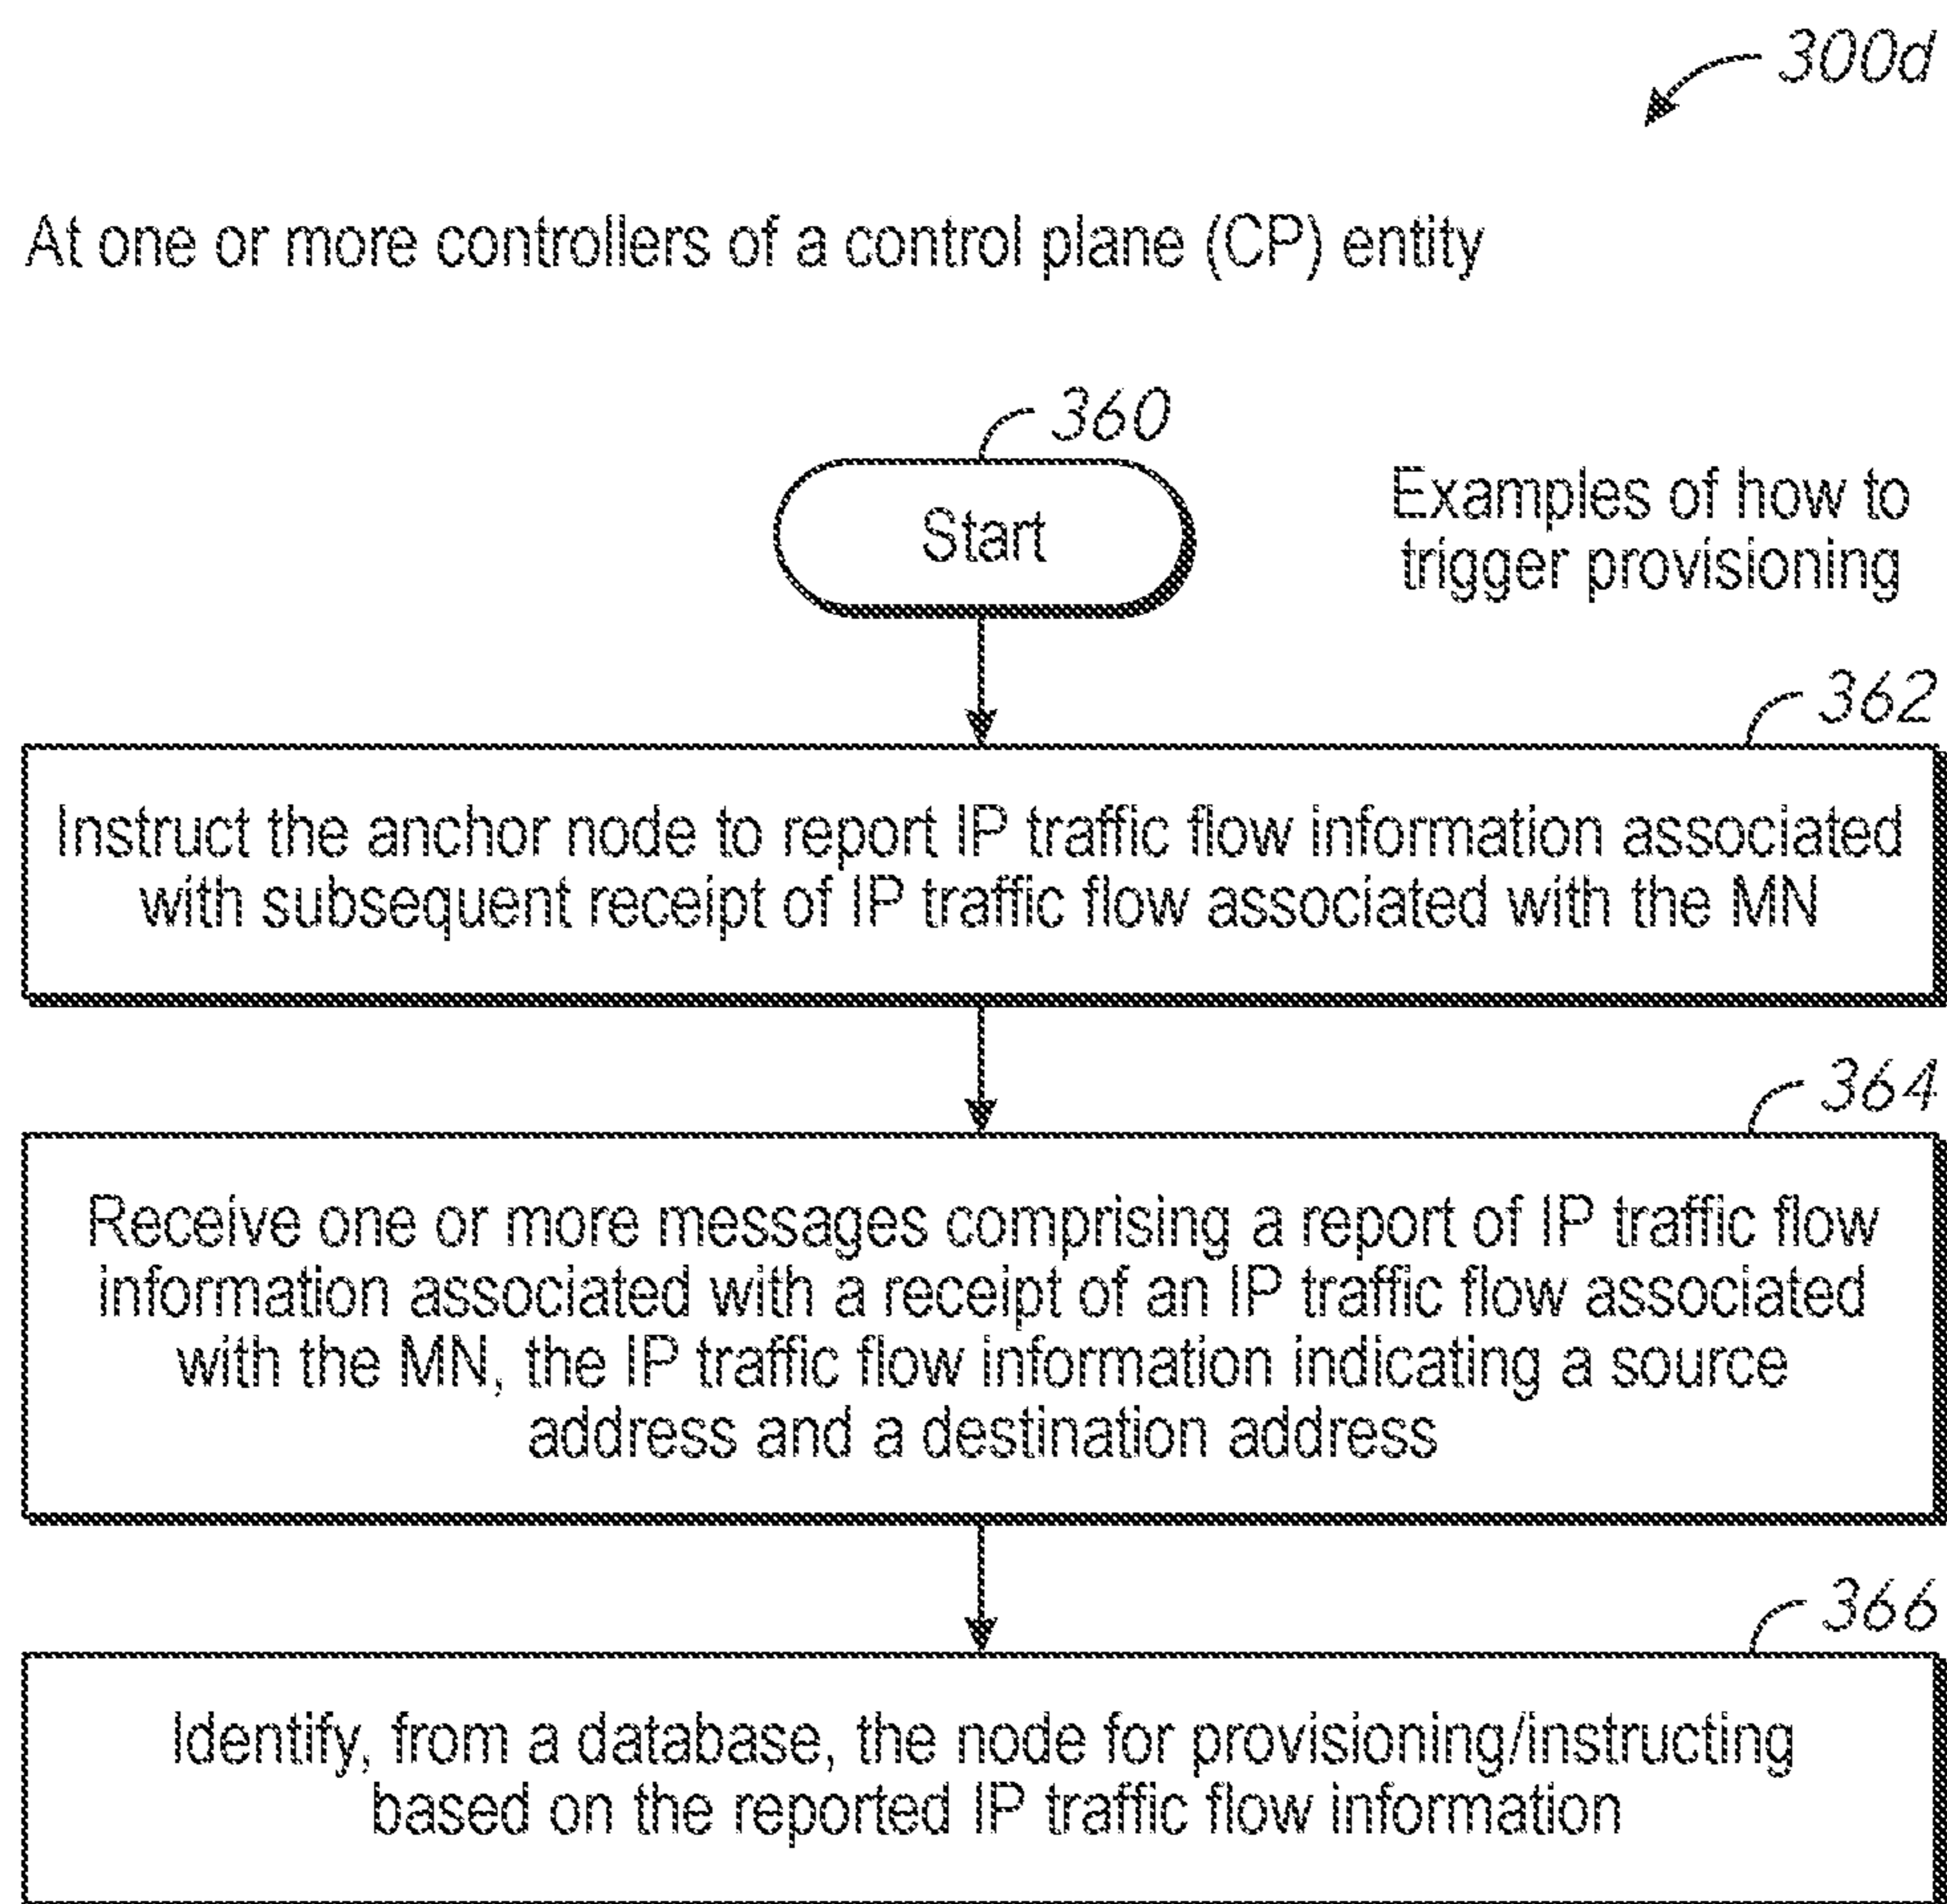 300d
At one or more controllers of a control plane (CP) entity
360
Start
Examples of how to
trigger provisioning
362
Instruct the anchor node to report IP traffic flow information associated
with subsequent receipt of IP traffic flow associated with the MN
364
Receive one or more messages comprising a report of IP traffic flow
information associated with a receipt of an IP traffic flow associated
with the MN, the IP traffic flow information indicating a source
address and a destination address
366
Identify, from a database, the node for provisioning/instructing
based on the reported IP traffic flow information